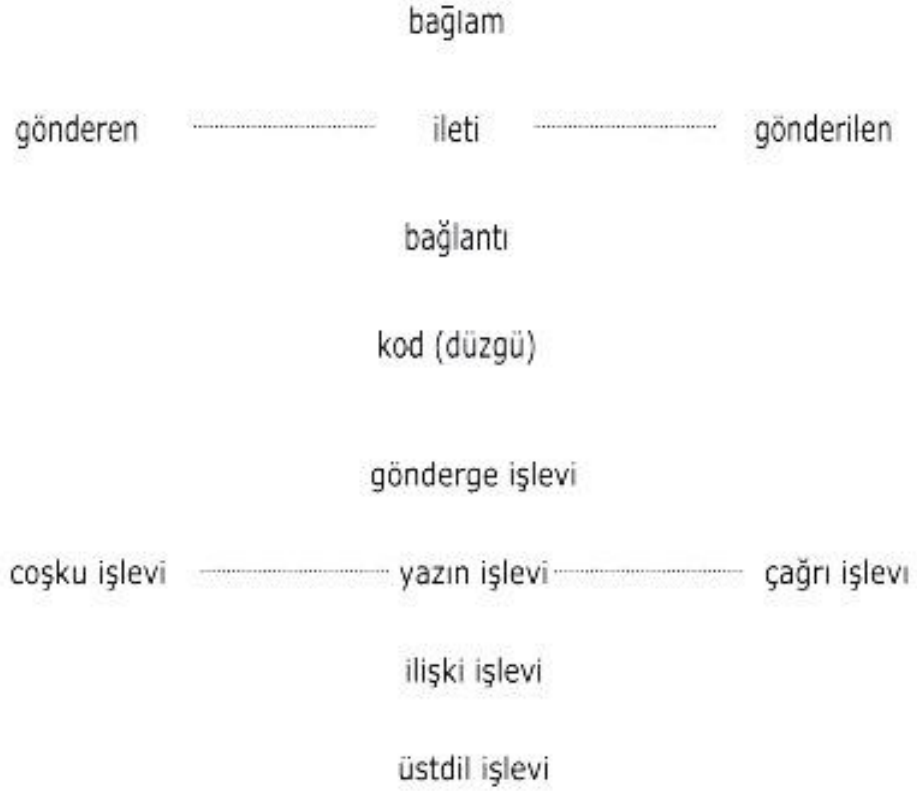 bağlam
gönderen ileti gönderilen
bağlantı
kod (düzgü)
gönderge işlevi
coşku işlevi yazın işlevi çağrı işlevi
ilişki işlevi
üstdil işlevi